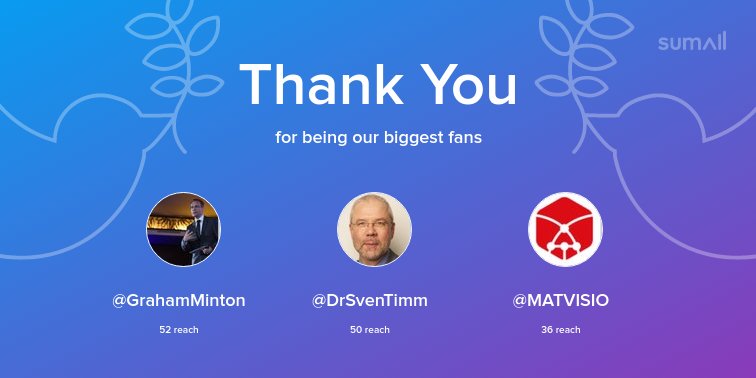 sumall
Thank You
for being our biggest fans
@GrahamMinton
@DrSvenTimm
@MATVISIO
52 reach
50 reach
36 reach